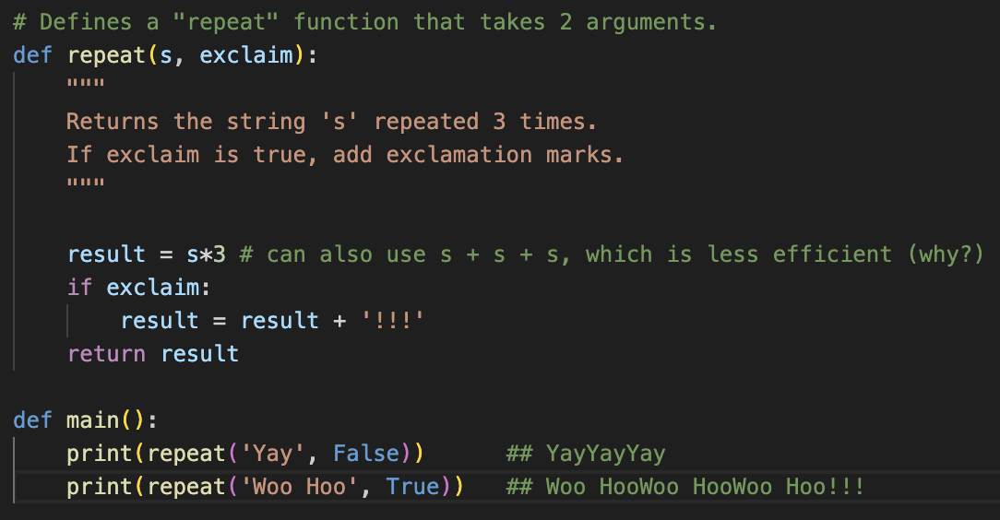 # Defines a "repeat" function that takes 2 arguments.
def repeat(s, exclaim):
    """
    Returns the string 's' repeated 3 times.
    If exclaim is true, add exclamation marks.
    """
    result = s*3 # can also use s + s + s, which is less efficient (why?)
    if exclaim:
        result = result + '!!!'
    return result
def main():
    print(repeat('Yay', False))      ## YayYayYay
    print(repeat('Woo Hoo', True))   ## Woo HooWoo HooWoo Hoo!!!